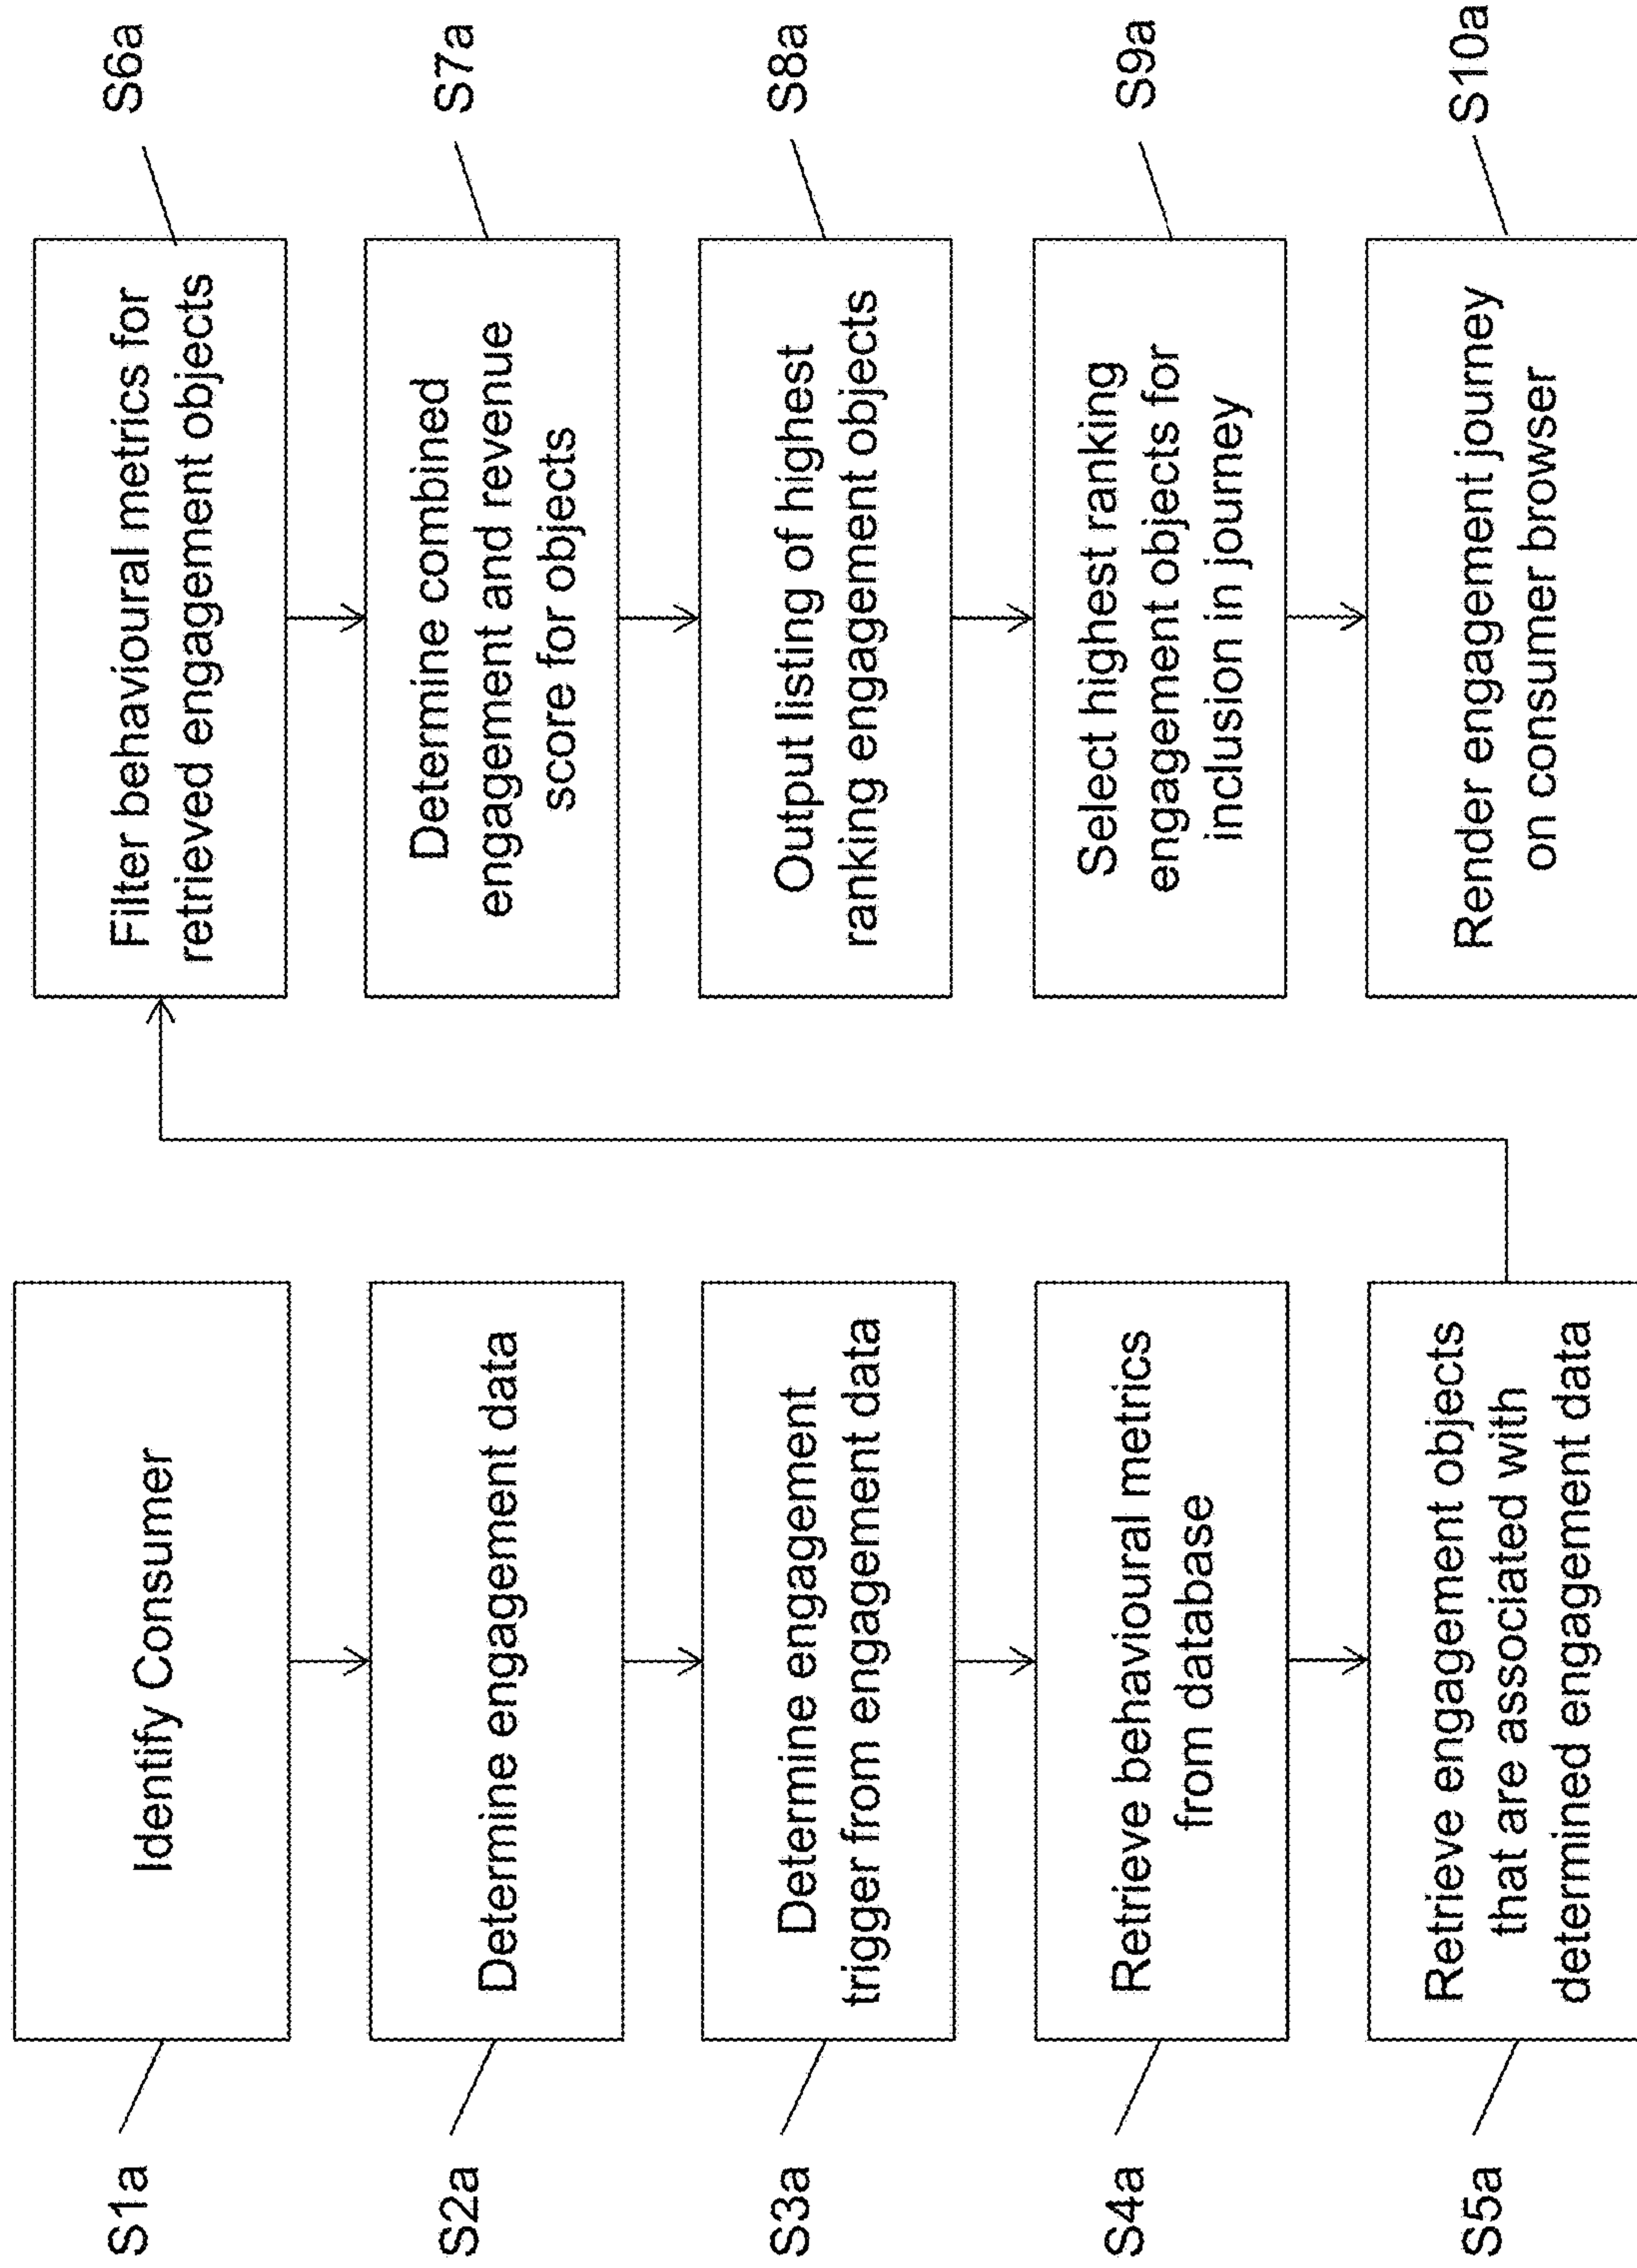 S1a
Identify Consumer
S2a
Determine engagement data
S3a
Determine engagement
trigger from engagement data
S4a
Retrieve behavioural metrics
from database
S5a
Retrieve engagement objects
that are associated with
determined engagement data
S6a
Filter behavioural metrics for
retrieved engagement objects
S7a
Determine combined
engagement and revenue
score for objects
S8a
Output listing of highest
ranking engagement objects
S9a
Select highest ranking
engagement objects for
inclusion in journey
S10a
Render engagement journey
on consumer browser